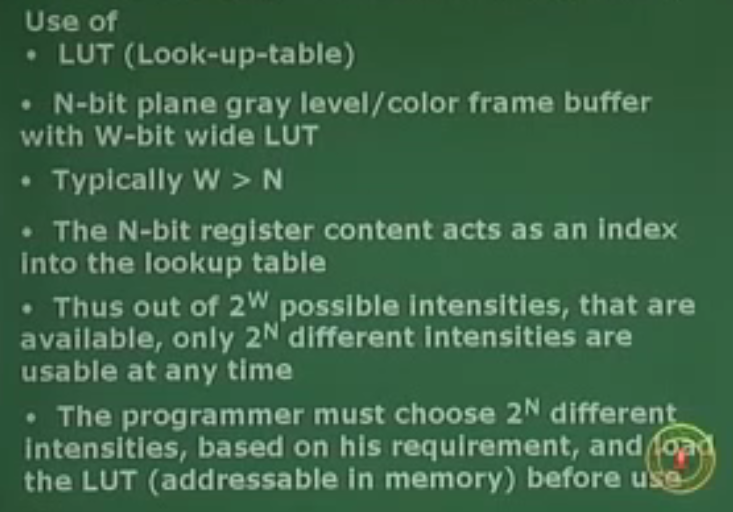 Use of
• LUT (Look-up-table)
• N-bit plane gray level/color frame buffer
with W-bit wide LUT
• Typically W > N
• The N-bit register content acts as an index
into the lookup table
• Thus out of 2^W possible intensities, that are
available, only 2^N different intensities are
usable at any time
• The programmer must choose 2^N different
intensities, based on his requirement, and load
the LUT (addressable in memory) before use